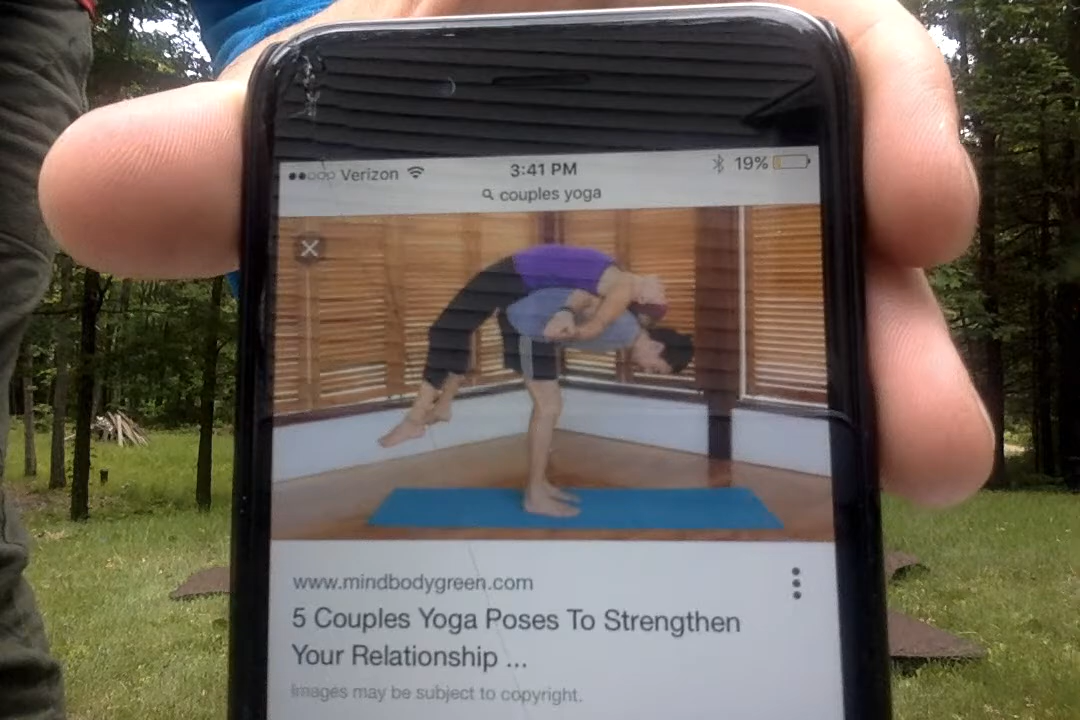 Verizon 3:41 PM 19%
couples yoga
www.mindbodygreen.com
5 Couples Yoga Poses To Strengthen
Your Relationship ...
Images may be subject to copyright.